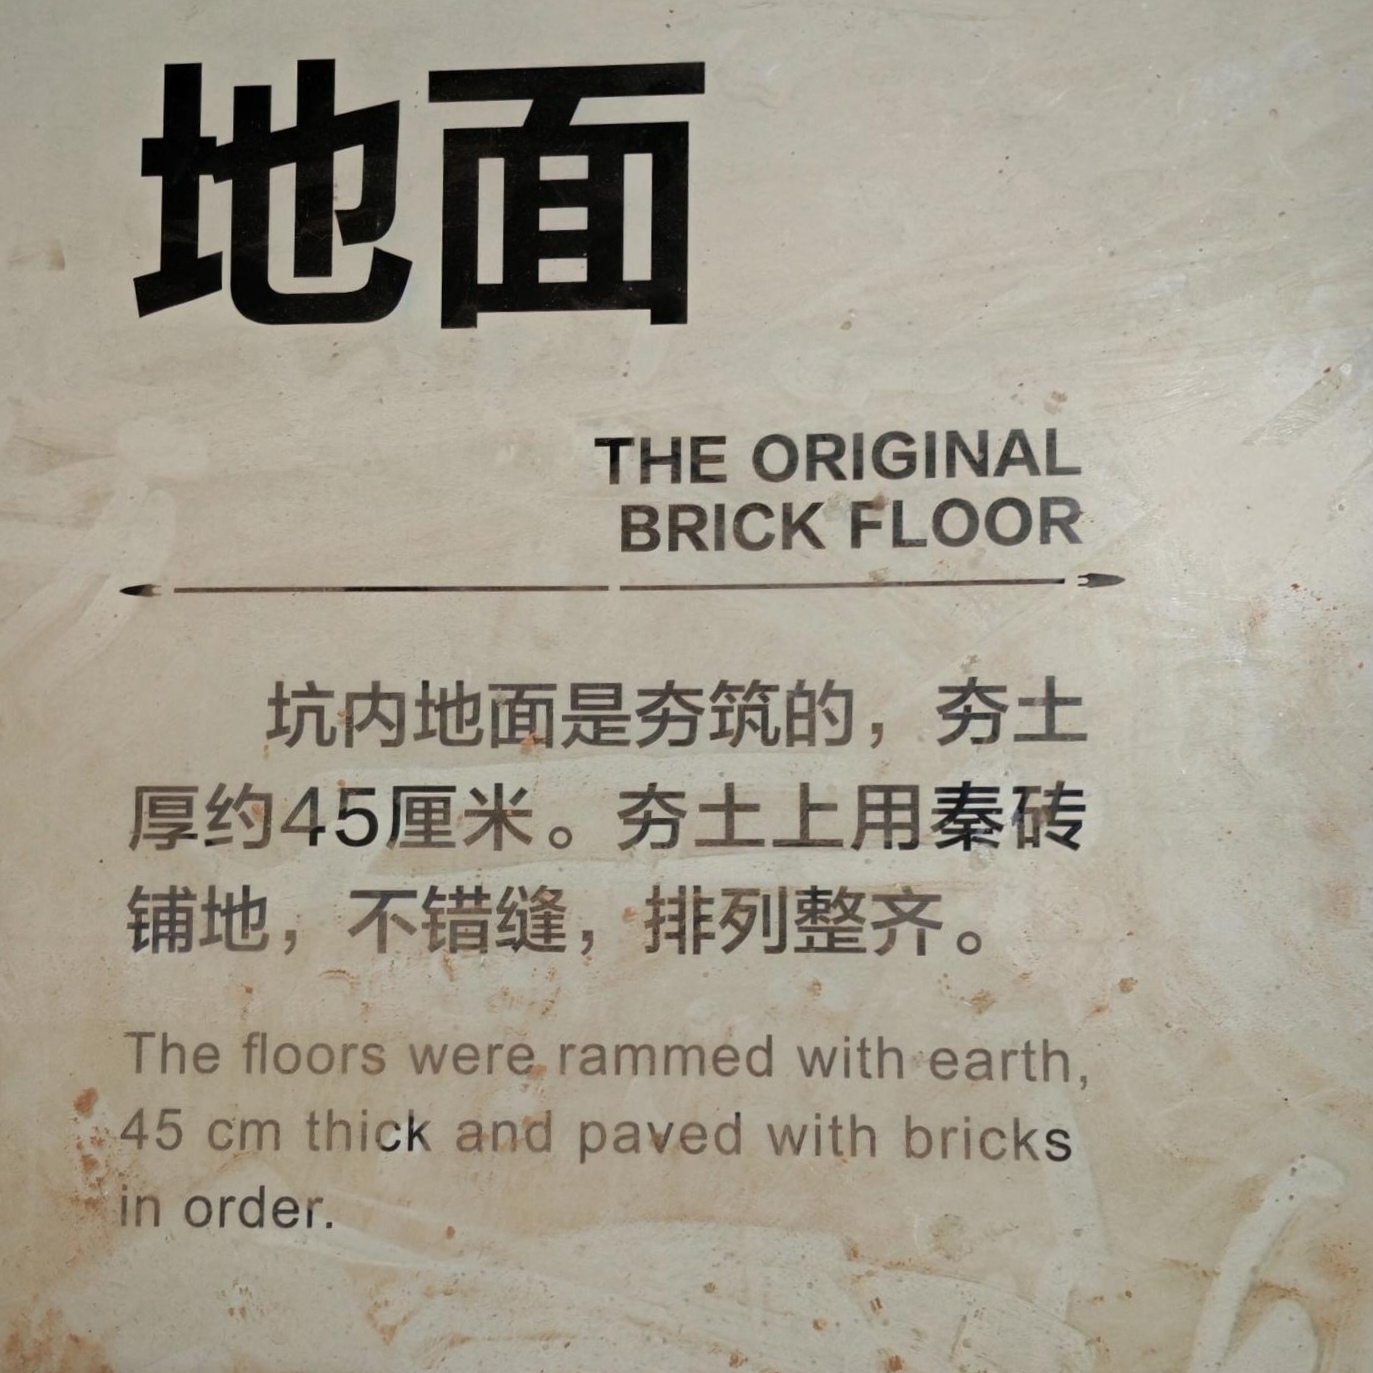 地面
THE ORIGINAL
BRICK FLOOR
坑内地面是夯筑的，夯土
厚约45厘米。夯土上用秦砖
铺地，不错缝，排列整齐。
The floors were rammed with earth,
45 cm thick and paved with bricks
in order.